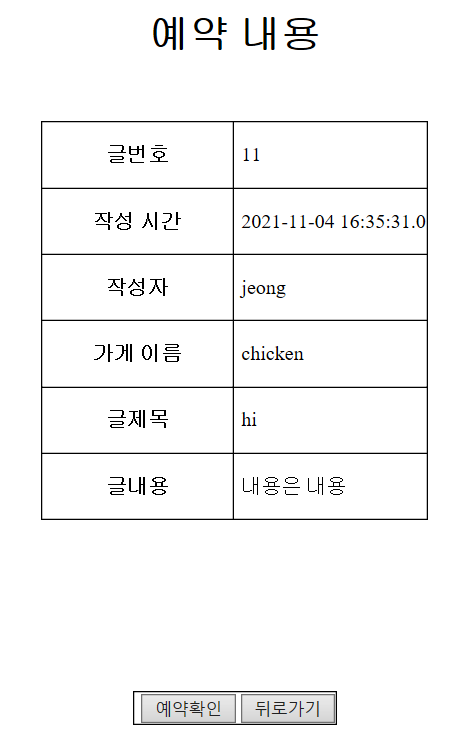 예약 내용
글번호 11
작성 시간 2021-11-04 16:35:31.0
작성자 jeong
가게 이름 chicken
글제목 hi
글내용 내용은 내용
예약확인 뒤로가기